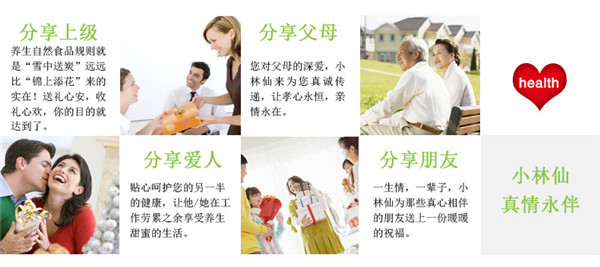 分享上级
养生自然食品规则就
是“雪中送炭”远远
比“锦上添花”来的
实在！送礼心安，收
礼心欢，你的目的就
达到了。
分享父母
您对父母的深爱，小
林仙来为您真诚传
递，让孝心永恒，亲
情永在。
health
分享爱人
贴心呵护您的另一半
的健康，让他/她在工
作劳累之余享受养生
甜蜜的生活。
分享朋友
一生情，一辈子，小
林仙为那些真心相伴
的朋友送上一份暖暖
的祝福。
小林仙
真情永伴